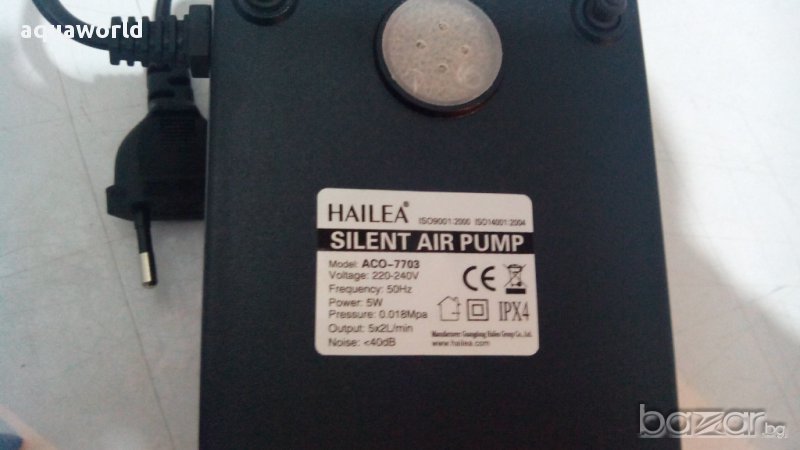 aquaworld
HAILEA® ISO9001:2000 ISO14001:2004
SILENT AIR PUMP
Model: ACO-7703
Voltage: 220-240V
Frequency: 50Hz
Power: 5W
Pressure: 0.018Mpa
Output: 5x2L/min
Noise: <40dB
CE
IPX4
Manufacturer: Guangdong Hailea Group Co., Ltd.
www.hailea.com
bazar.bg